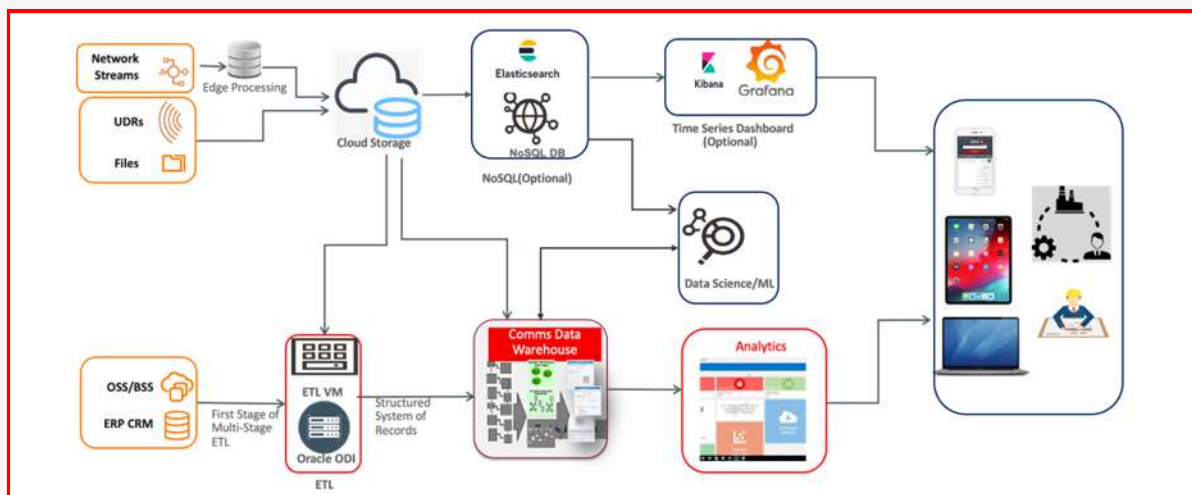 Network
Streams
Edge Processing
UDRs
Files
Cloud Storage
Elasticsearch
NoSQL DB
NoSQL(Optional)
Kibana
Grafana
Time Series Dashboard
(Optional)
Data Science/ML
OSS/BSS
ERP CRM
First Stage of
Multi-Stage
ETL
ETL VM
Oracle ODI
ETL
Structured
System of
Records
Comms Data
Warehouse
Analytics